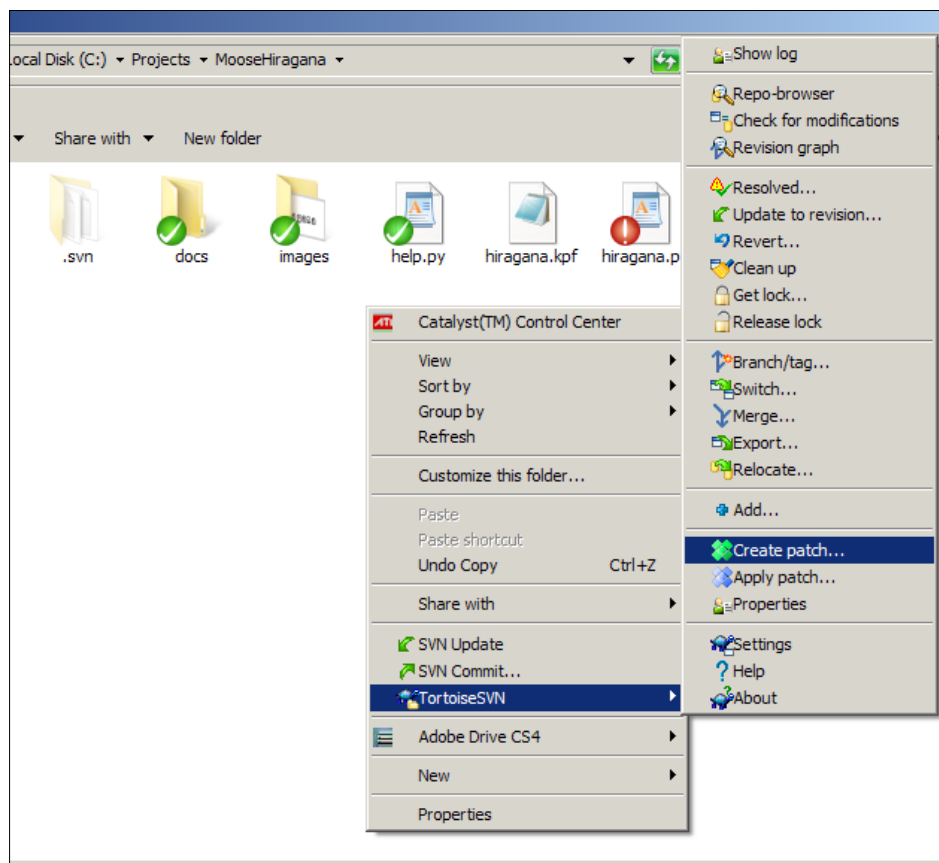 ocal Disk (C:) Projects MooseHiragana
Share with New folder
.svn docs images help.py hiragana.kpf hiragana.p
Catalyst(TM) Control Center
View
Sort by
Group by
Refresh
Customize this folder...
Paste
Paste shortcut
Undo Copy Ctrl+Z
Share with
SVN Update
SVN Commit...
TortoiseSVN
Adobe Drive CS4
New
Properties
Show log
Repo-browser
Check for modifications
Revision graph
Resolved...
Update to revision...
Revert...
Clean up
Get lock...
Release lock
Branch/tag...
Switch...
Merge...
Export...
Relocate...
Add...
Create patch...
Apply patch...
Properties
Settings
Help
About